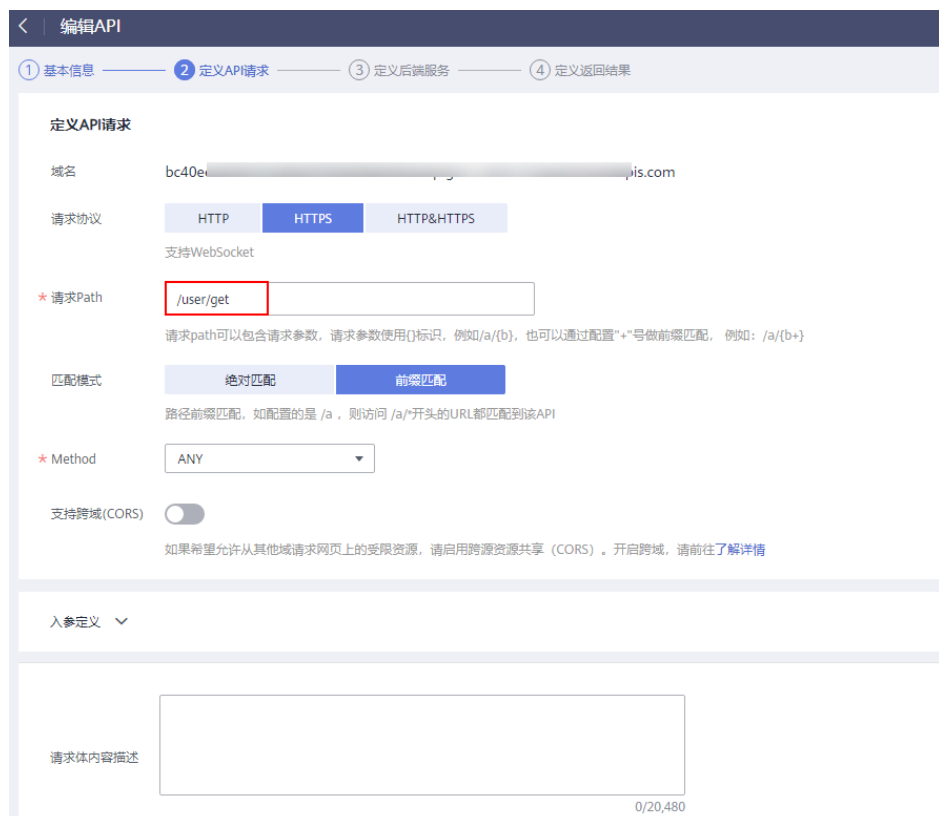 编辑API
1 基本信息 2 定义API请求 3 定义后端服务 4 定义返回结果
定义API请求
域名 bc40e pis.com
请求协议 HTTP HTTPS HTTP&HTTPS
支持WebSocket
* 请求Path /user/get
请求path可以包含请求参数，请求参数使用{}标识，例如/a/{b}，也可以通过配置"+"号做前缀匹配， 例如：/a/{b+}
匹配模式 绝对匹配 前缀匹配
路径前缀匹配，如配置的是 /a ，则访问 /a/*开头的URL都匹配到该API
* Method ANY
支持跨域(CORS)
如果希望允许从其他域请求网页上的受限资源，请启用跨源资源共享（CORS）。开启跨域，请前往了解详情
入参定义
请求体内容描述
0/20,480